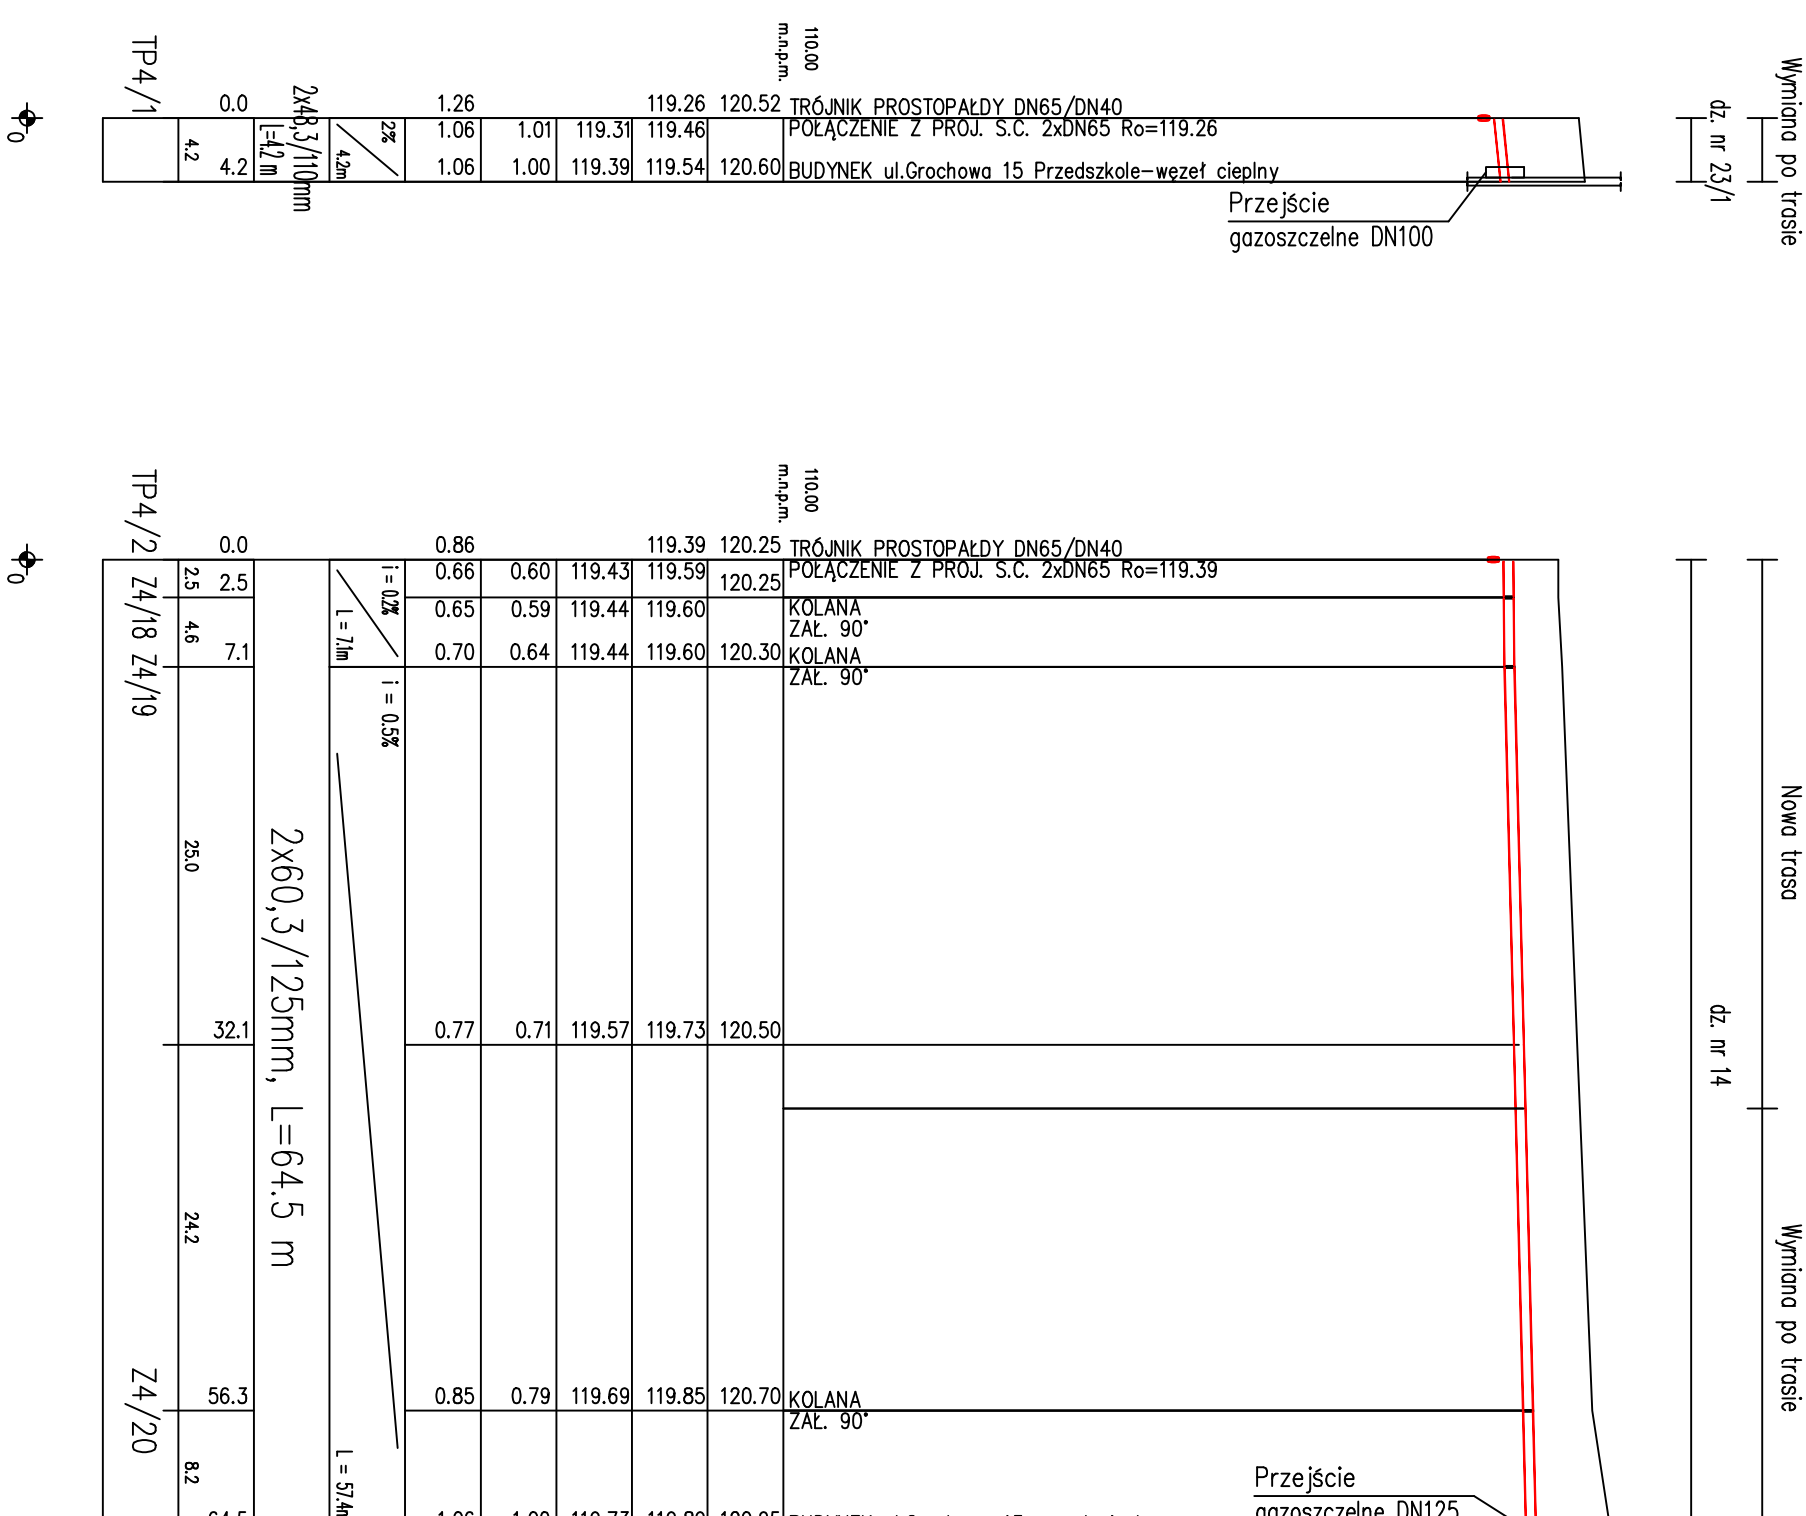 Wymiana po trasie
dz. nr 23/1
110.00
m.n.p.m.
TP4/1
0.0
1.26
119.26
120.52
TRÓJNIK PROSTOPAŁDY DN65/DN40
POŁĄCZENIE Z PROJ. S.C. 2xDN65 Ro=119.26
1.06
1.01
119.31
119.46
4.2
4.2
2x48,3/110mm
L=4.2 m
2%
4.2m
1.06
1.00
119.39
119.54
120.60
BUDYNEK ul.Grochowa 15 Przedszkole-węzeł cieplny
Przejście
gazoszczelne DN100
0
110.00
m.n.p.m.
TP4/2
0.0
0.86
119.39
120.25
TRÓJNIK PROSTOPAŁDY DN65/DN40
POŁĄCZENIE Z PROJ. S.C. 2xDN65 Ro=119.39
0
2.5
2.5
i = 0.2%
L = 7.1m
0.66
0.60
119.43
119.59
120.25
Z4/18
4.6
0.65
0.59
119.44
119.60
KOLANA
ZAŁ. 90°
Z4/19
7.1
0.70
0.64
119.44
119.60
120.30
KOLANA
ZAŁ. 90°
i = 0.5%
25.0
2x60,3/125mm, L=64.5 m
Nowa trasa
dz. nr 14
32.1
0.77
0.71
119.57
119.73
120.50
24.2
Wymiana po trasie
Z4/20
56.3
0.85
0.79
119.69
119.85
120.70
KOLANA
ZAŁ. 90°
8.2
L = 57.4m
Przejście
gazoszczelne DN125